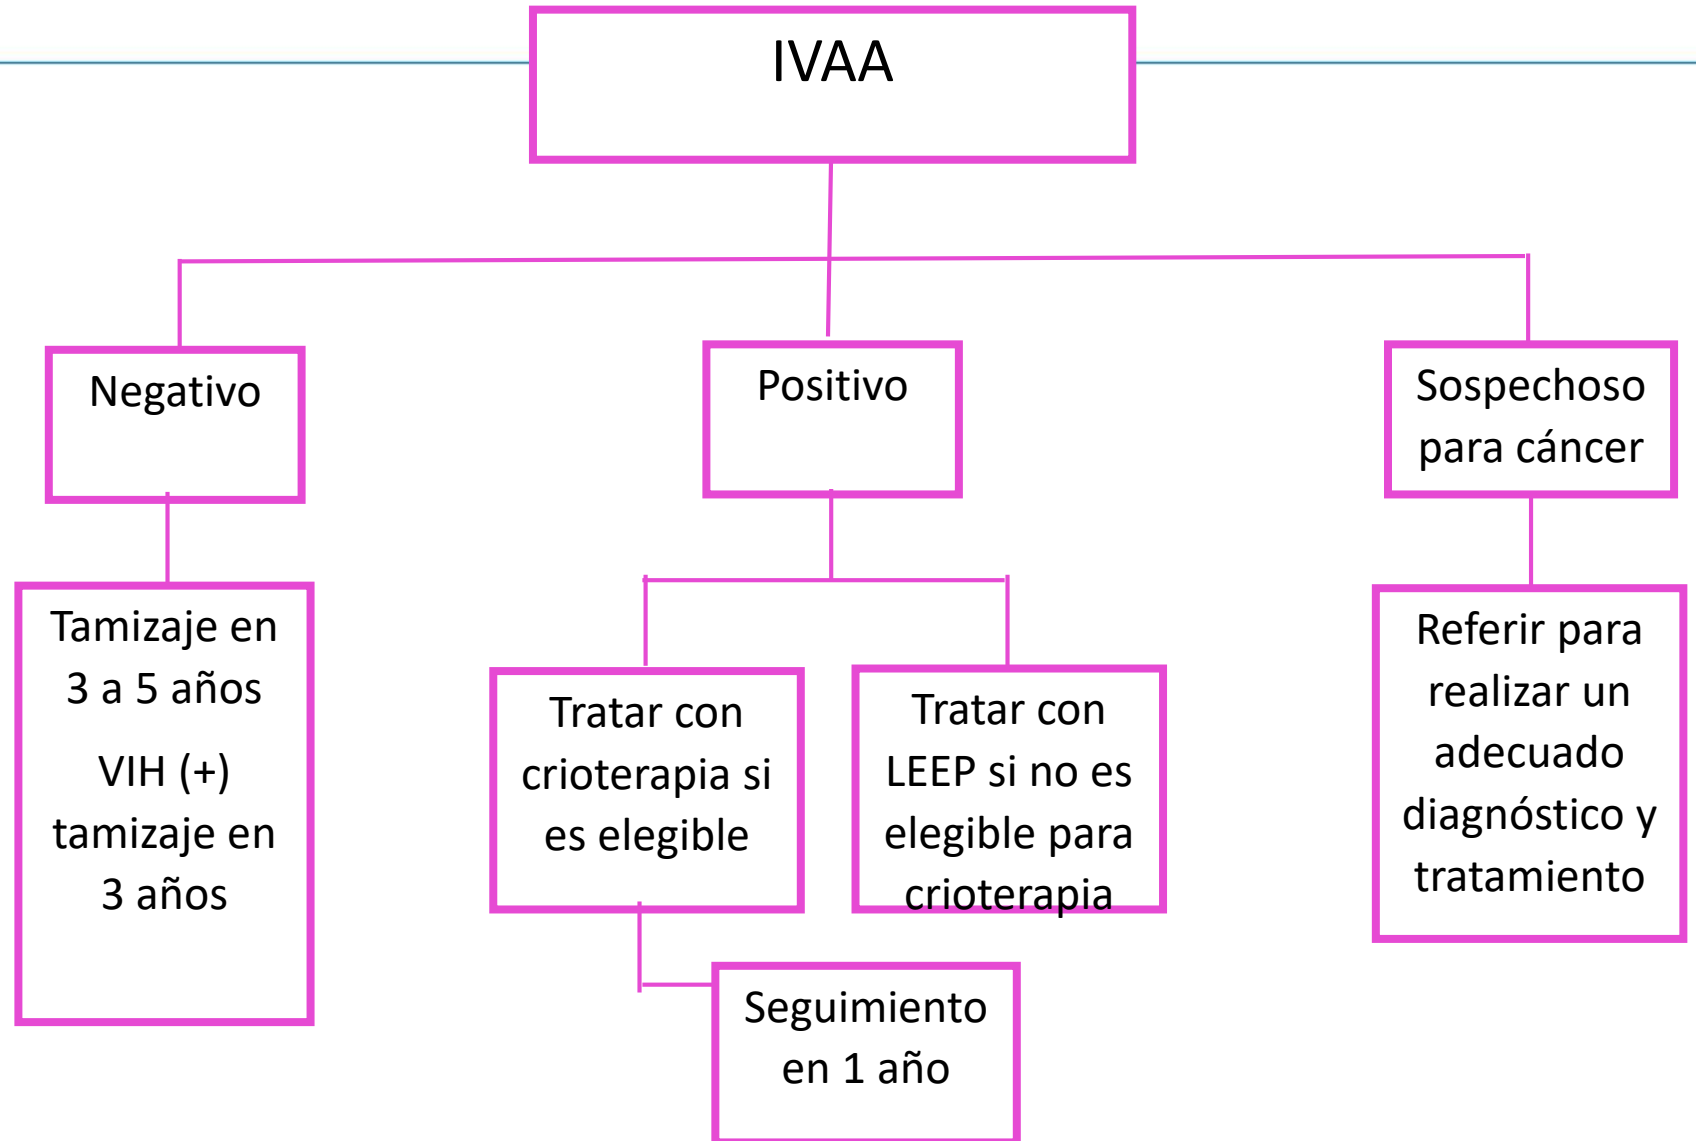 IVAA
Negativo
Positivo
Sospechoso
para cáncer
Tamizaje en
3 a 5 años
VIH (+)
tamizaje en
3 años
Tratar con
crioterapia si
es elegible
Tratar con
LEEP si no es
elegible para
crioterapia
Referir para
realizar un
adecuado
diagnóstico y
tratamiento
Seguimiento
en 1 año